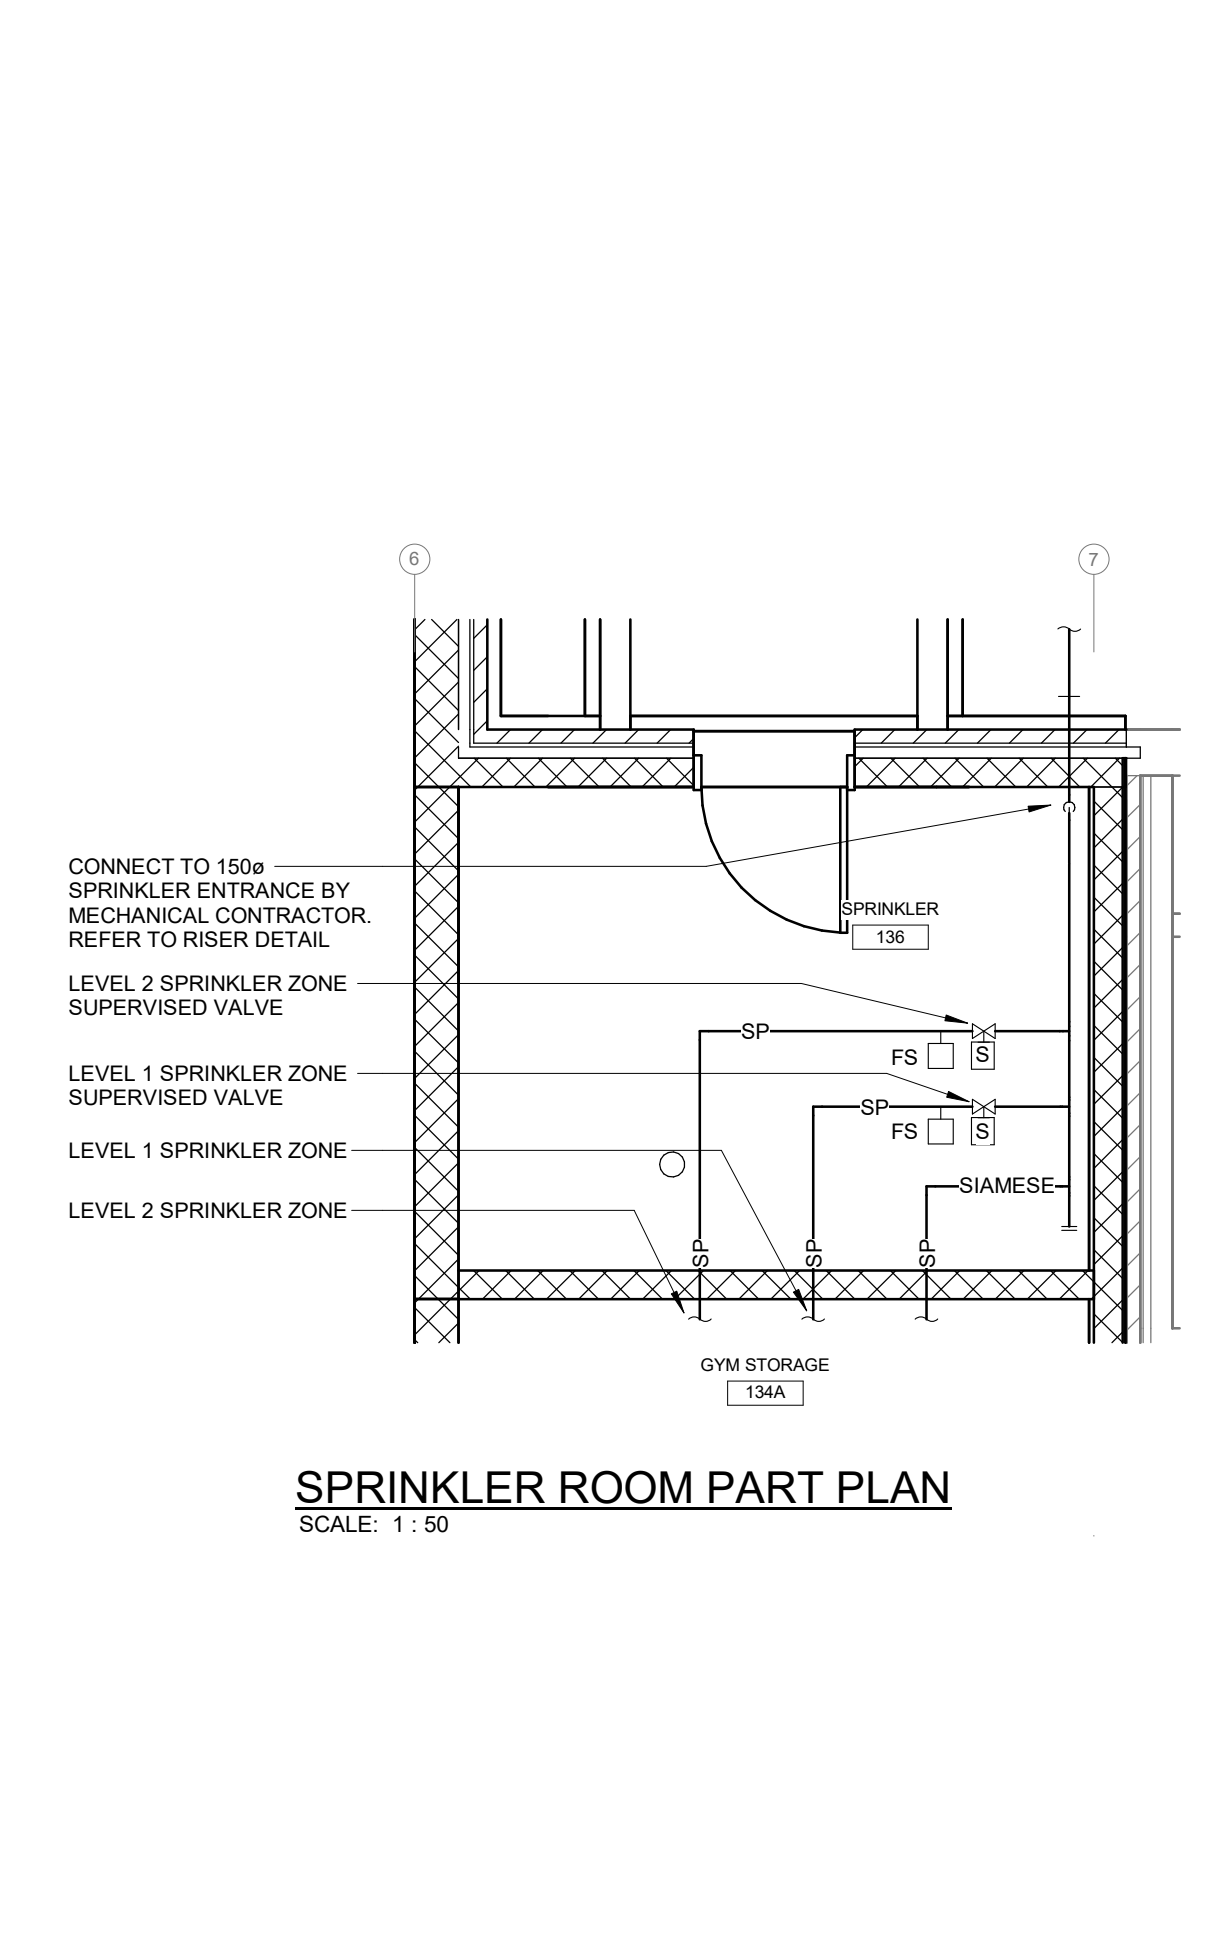 6
7
CONNECT TO 150ø
SPRINKLER ENTRANCE BY
MECHANICAL CONTRACTOR.
REFER TO RISER DETAIL
SPRINKLER
136
LEVEL 2 SPRINKLER ZONE
SUPERVISED VALVE
SP
FS
S
LEVEL 1 SPRINKLER ZONE
SUPERVISED VALVE
SP
FS
S
LEVEL 1 SPRINKLER ZONE
SIAMESE
LEVEL 2 SPRINKLER ZONE
SP
SP
SP
GYM STORAGE
134A
SPRINKLER ROOM PART PLAN
SCALE: 1 : 50